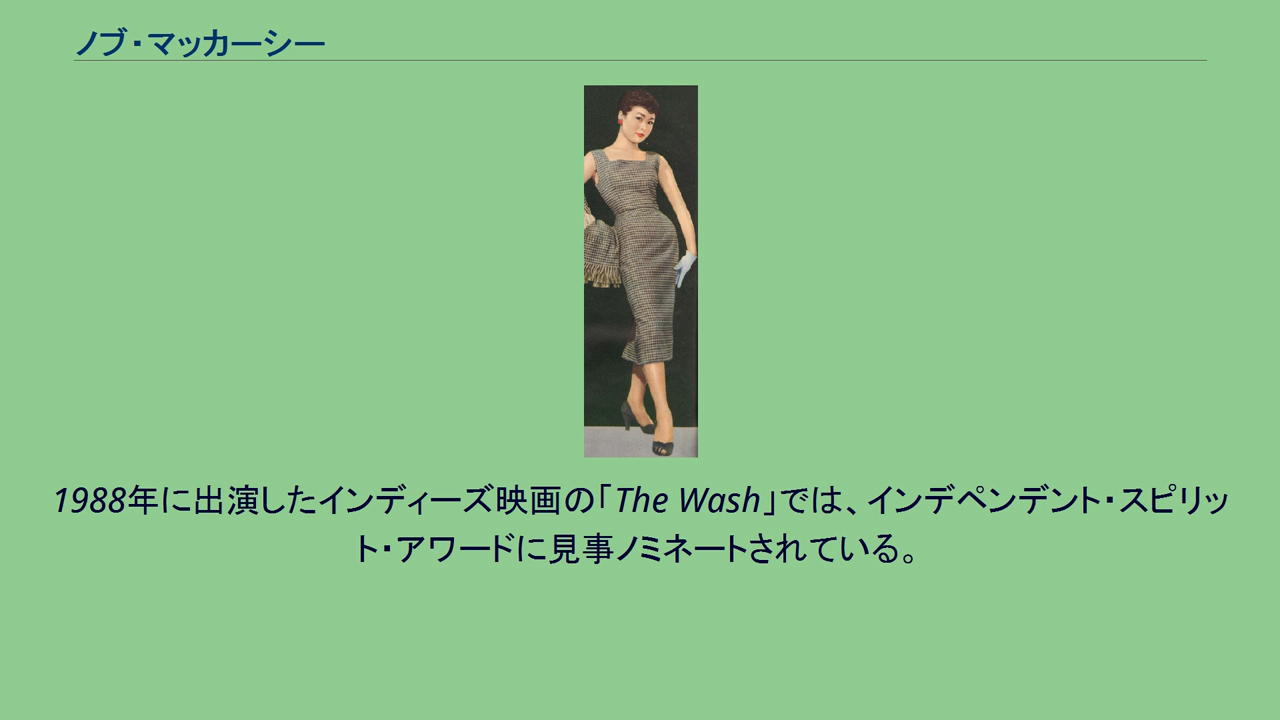 ノブ・マッカーシー
1988年に出演したインディーズ映画の「The Wash」では、インデペンデント・スピリッ
ト・アワードに見事ノミネートされている。